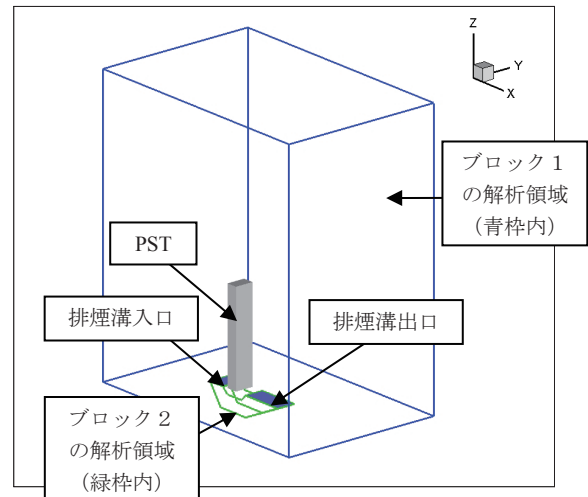 Z
Y
X
ブロック１
の解析領域
（青枠内）
PST
排煙溝入口
排煙溝出口
ブロック２
の解析領域
（緑枠内）